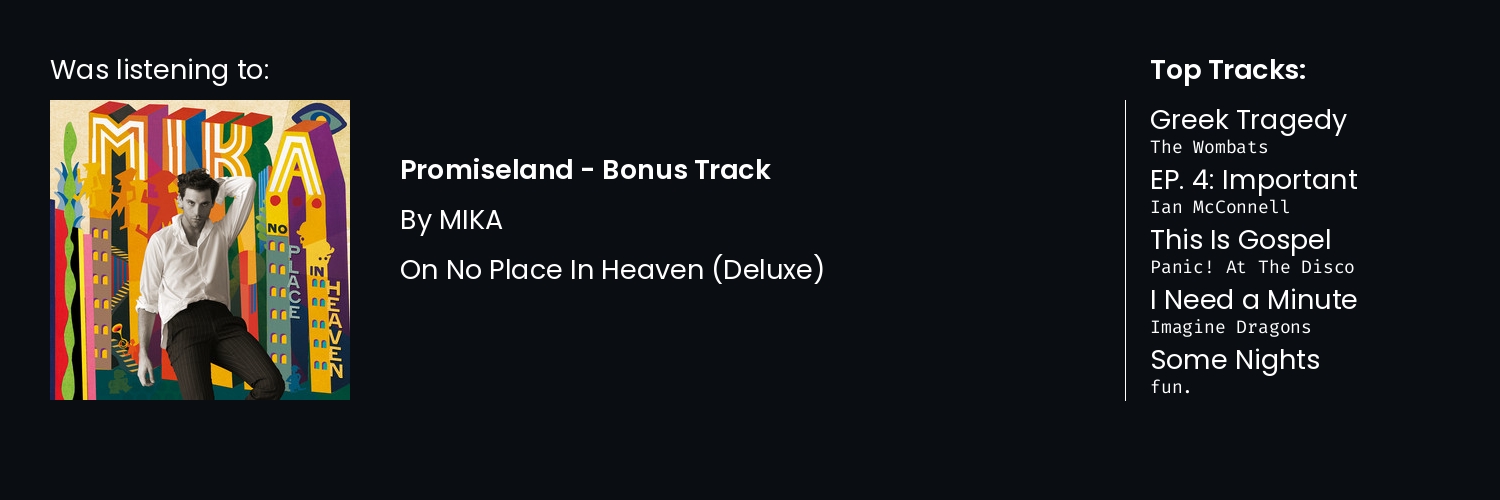 Was listening to:
MIKA
NO
PLACE
IN
HEAVEN
Promiseland - Bonus Track
By MIKA
On No Place In Heaven (Deluxe)
Top Tracks:
Greek Tragedy
The Wombats
EP. 4: Important
Ian McConnell
This Is Gospel
Panic! At The Disco
I Need a Minute
Imagine Dragons
Some Nights
fun.